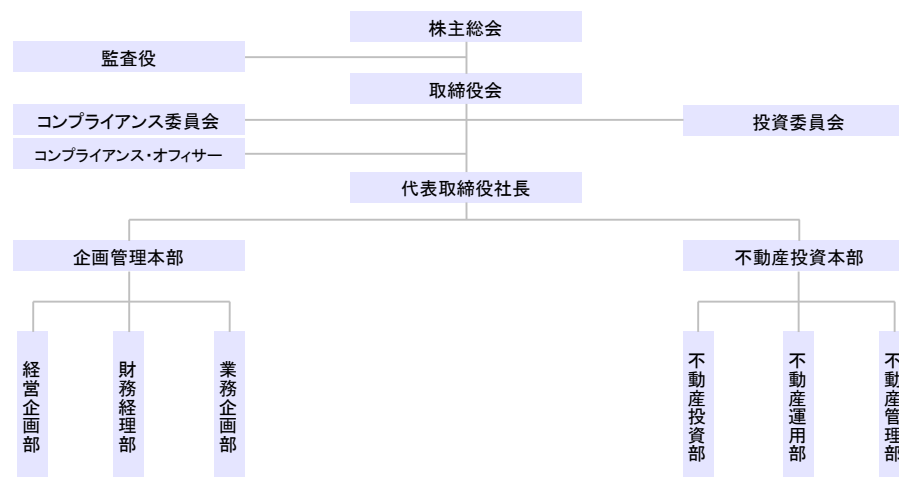 株主総会
監査役
取締役会
コンプライアンス委員会
投資委員会
コンプライアンス・オフィサー
代表取締役社長
企画管理本部
不動産投資本部
経営企画部
財務経理部
業務企画部
不動産投資部
不動産運用部
不動産管理部